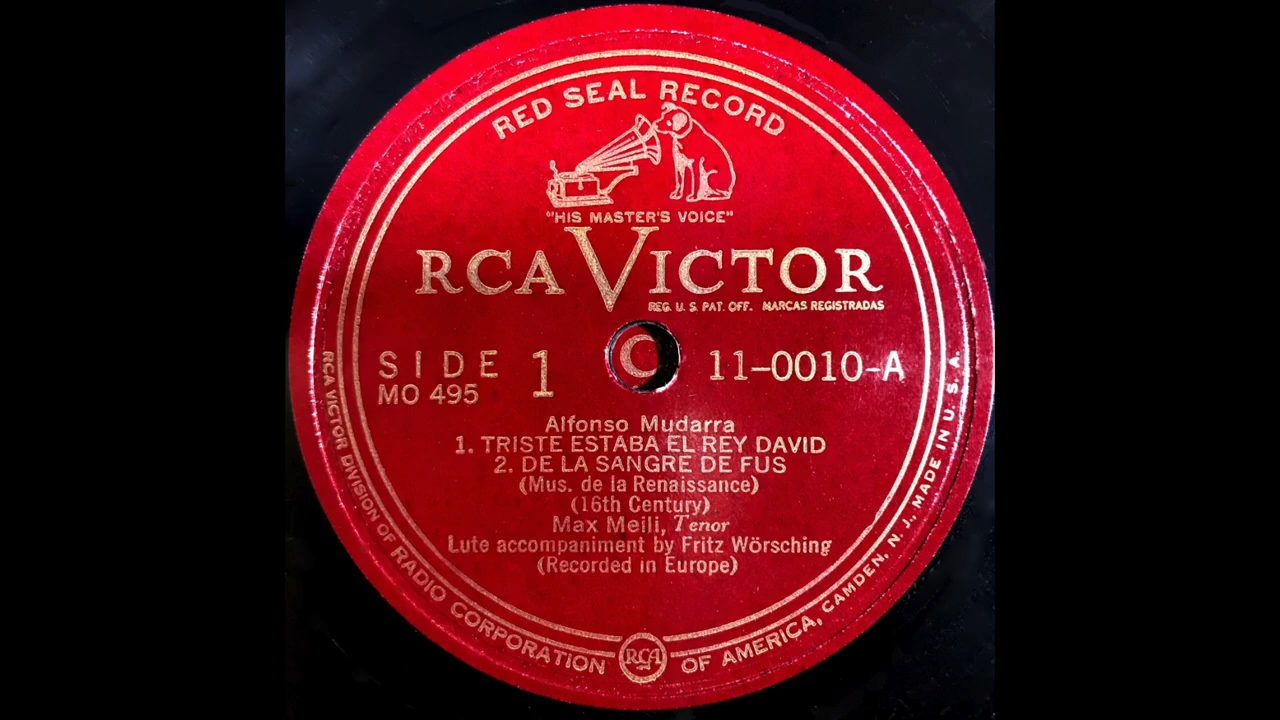 RED SEAL RECORD
"HIS MASTER'S VOICE"
RCA VICTOR
REG. U. S. PAT. OFF. MARCAS REGISTRADAS
SIDE 1
MO 495
11-0010-A
Alfonso Mudarra
1. TRISTE ESTABA EL REY DAVID
2. DE LA SANGRE DE FUS
(Mus. de la Renaissance)
(16th Century)
Max Meili, Tenor
Lute accompaniment by Fritz Wörsching
(Recorded in Europe)
RCA VICTOR DIVISION OF RADIO CORPORATION OF AMERICA, CAMDEN, N. J., MADE IN U. S. A.
RCA